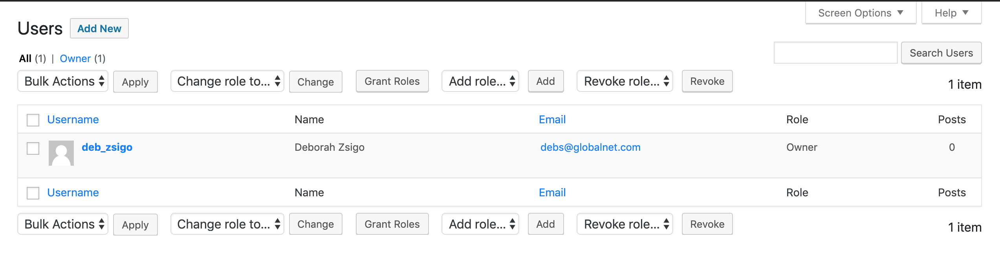 Screen Options ▼ Help ▼
Users Add New
Search Users
All (1) | Owner (1)
Bulk Actions Apply Change role to... Change Grant Roles Add role... Add Revoke role... Revoke 1 item
Username Name Email Role Posts
deb_zsigo Deborah Zsigo debs@globalnet.com Owner 0
Username Name Email Role Posts
Bulk Actions Apply Change role to... Change Grant Roles Add role... Add Revoke role... Revoke 1 item